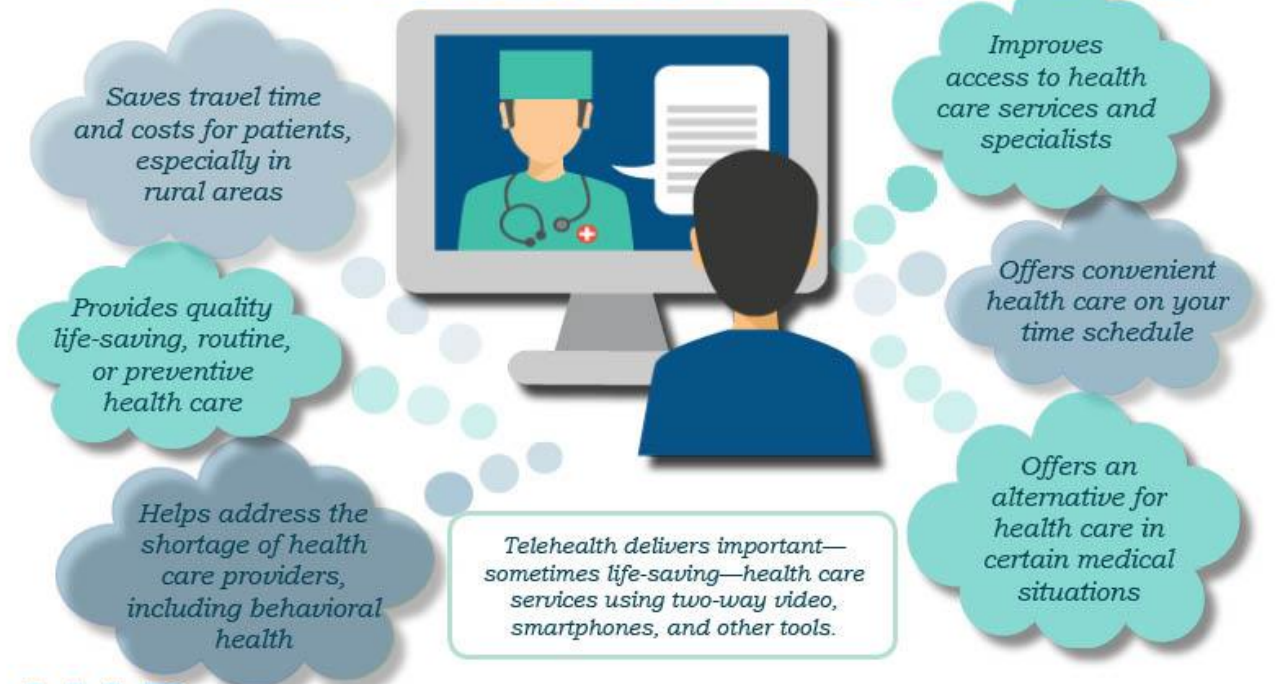 Saves travel time
and costs for patients,
especially in
rural areas
Provides quality
life-saving, routine,
or preventive
health care
Helps address the
shortage of health
care providers,
including behavioral
health
Telehealth delivers important—
sometimes life-saving—health care
services using two-way video,
smartphones, and other tools.
Improves
access to health
care services and
specialists
Offers convenient
health care on your
time schedule
Offers an
alternative for
health care in
certain medical
situations